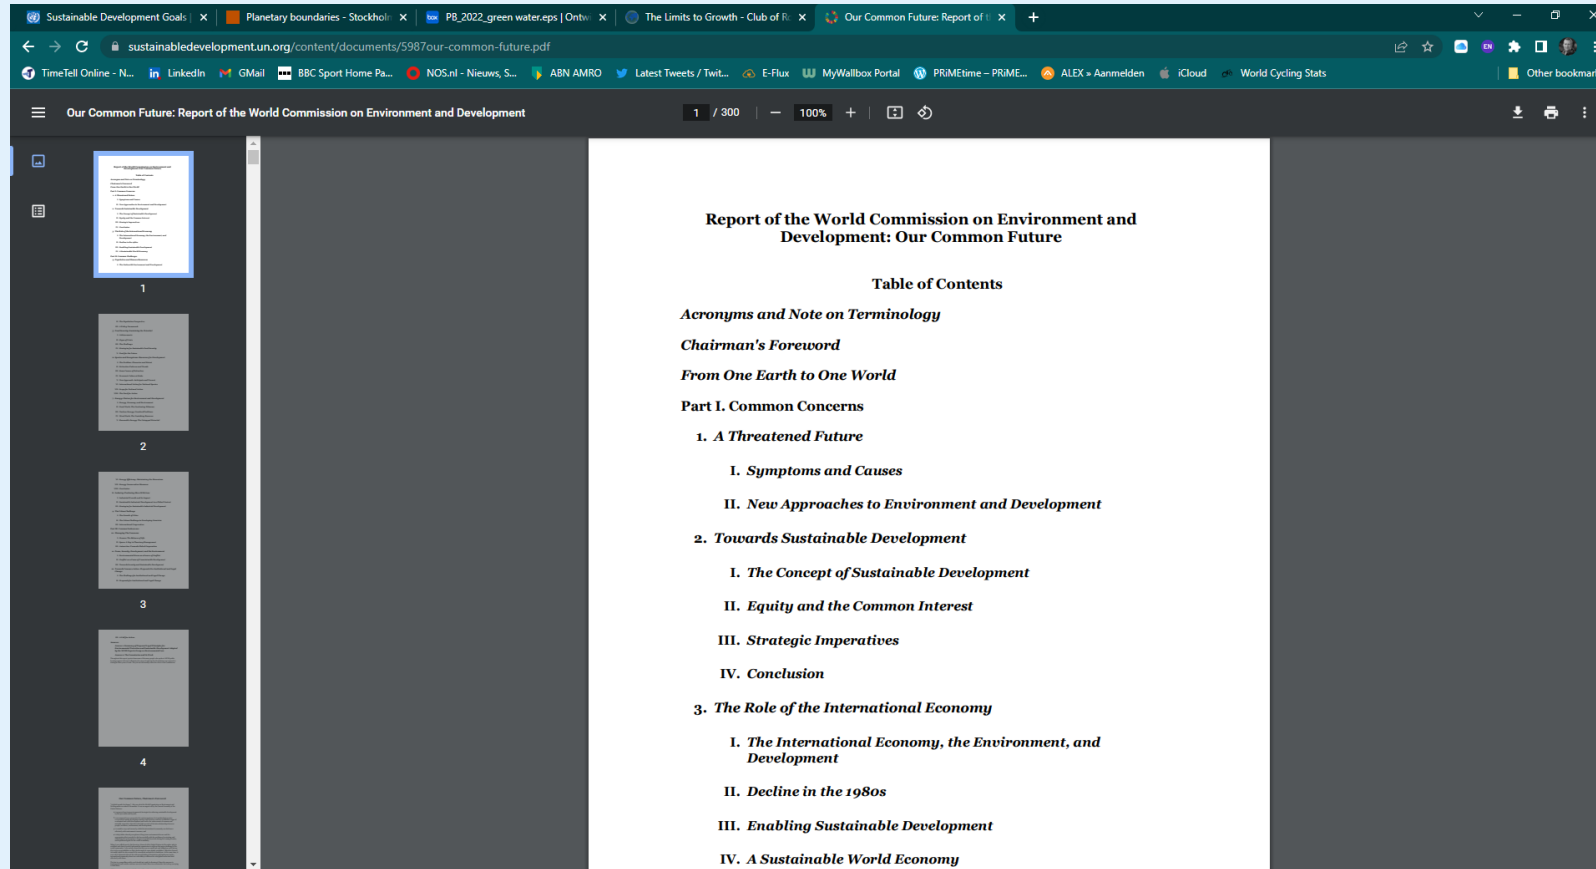 Sustainable Development Goals
Planetary boundaries - Stockholm
PB_2022_green water.eps | Ontw
The Limits to Growth - Club of Ro
Our Common Future: Report of t
sustainabledevelopment.un.org/content/documents/5987our-common-future.pdf
TimeTell Online - N...
LinkedIn
GMail
BBC Sport Home Pa...
NOS.nl - Nieuws, S...
ABN AMRO
Latest Tweets / Twit...
E-Flux
MyWallbox Portal
PRiMEtime – PRiME...
ALEX » Aanmelden
iCloud
World Cycling Stats
Other bookmar
Our Common Future: Report of the World Commission on Environment and Development
1 / 300
100%
1
2
3
4
Report of the World Commission on Environment and
Development: Our Common Future
Table of Contents
Acronyms and Note on Terminology
Chairman's Foreword
From One Earth to One World
Part I. Common Concerns
1. A Threatened Future
I. Symptoms and Causes
II. New Approaches to Environment and Development
2. Towards Sustainable Development
I. The Concept of Sustainable Development
II. Equity and the Common Interest
III. Strategic Imperatives
IV. Conclusion
3. The Role of the International Economy
I. The International Economy, the Environment, and
Development
II. Decline in the 1980s
III. Enabling Sustainable Development
IV. A Sustainable World Economy